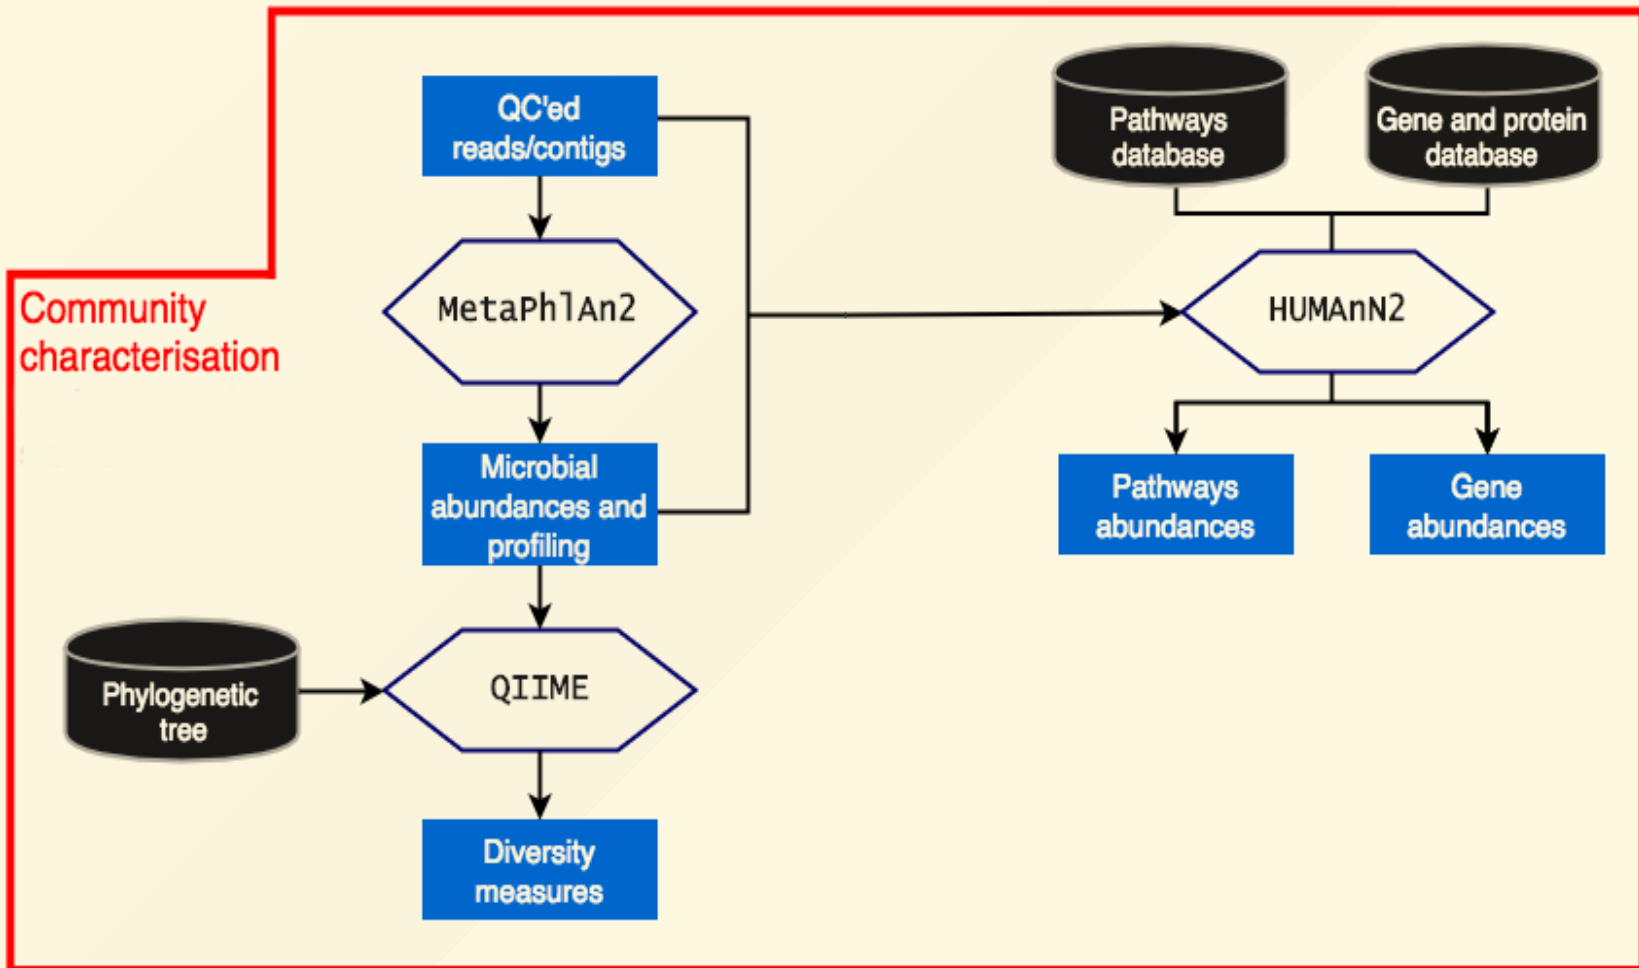 QC'ed
reads/contigs
Pathways
database
Gene and protein
database
Community
characterisation
MetaPhlAn2
HUMAnN2
Microbial
abundances and
profiling
Pathways
abundances
Gene
abundances
Phylogenetic
tree
QIIME
Diversity
measures